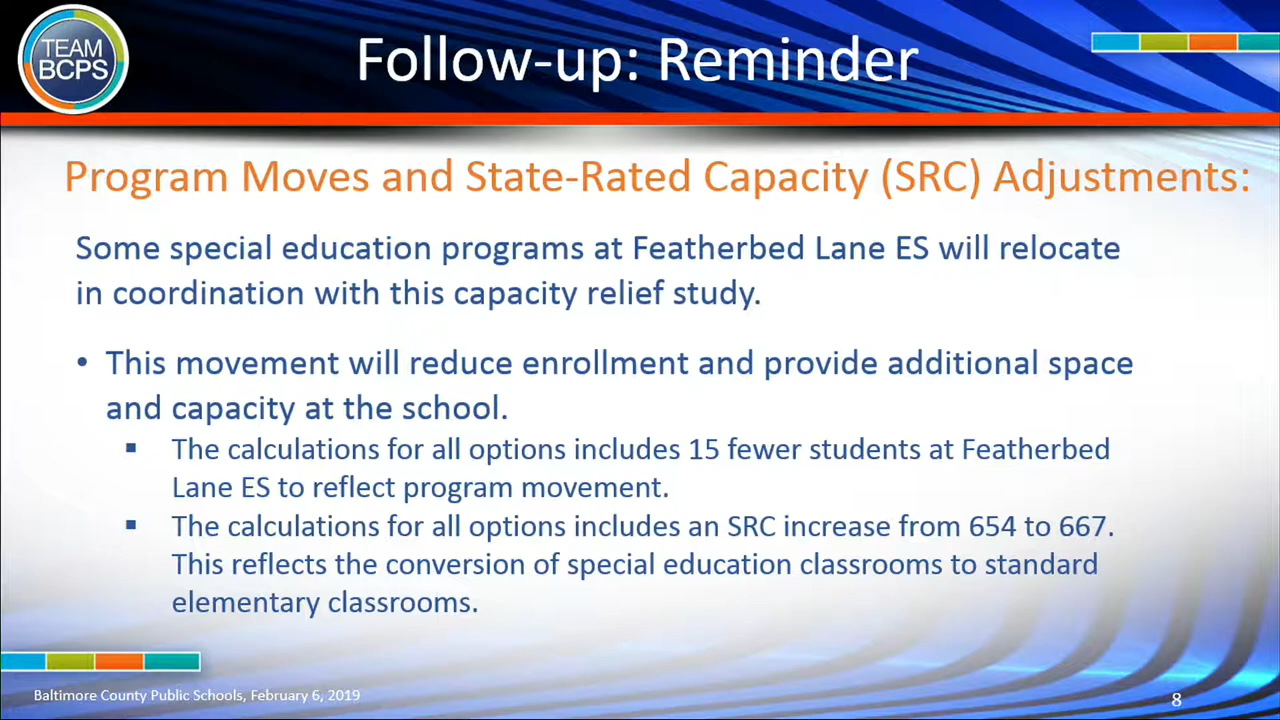 TEAM
BCPS
Follow-up: Reminder
Program Moves and State-Rated Capacity (SRC) Adjustments:
Some special education programs at Featherbed Lane ES will relocate
in coordination with this capacity relief study.
• This movement will reduce enrollment and provide additional space
and capacity at the school.
▪ The calculations for all options includes 15 fewer students at Featherbed
Lane ES to reflect program movement.
▪ The calculations for all options includes an SRC increase from 654 to 667.
This reflects the conversion of special education classrooms to standard
elementary classrooms.
Baltimore County Public Schools, February 6, 2019
8